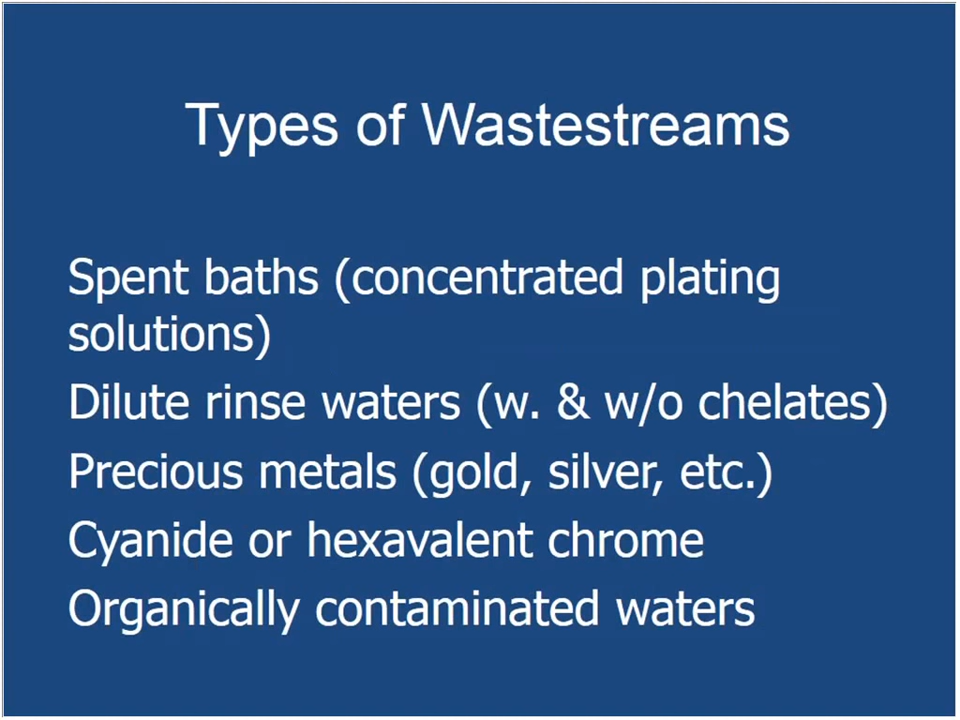 Types of Wastestreams
Spent baths (concentrated plating
solutions)
Dilute rinse waters (w. & w/o chelates)
Precious metals (gold, silver, etc.)
Cyanide or hexavalent chrome
Organically contaminated waters